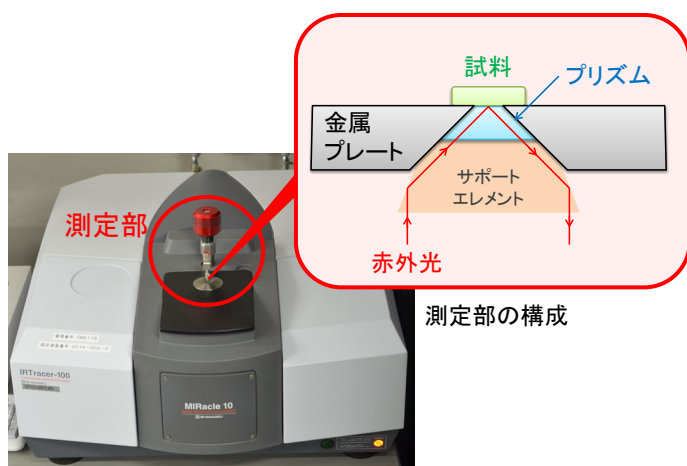 試料
プリズム
金属
プレート
サポート
エレメント
赤外光
測定部
測定部の構成
IRTracer-100
MIRacle 10
SHIMADZU